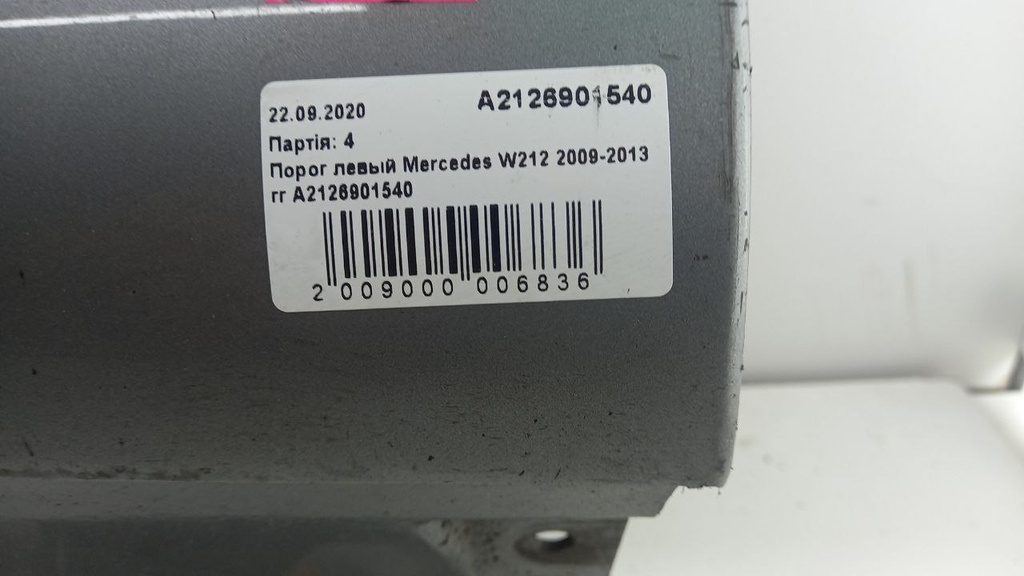 22.09.2020
A2126901540
Партія: 4
Порог левый Mercedes W212 2009-2013
гг A2126901540
2 009000 006836